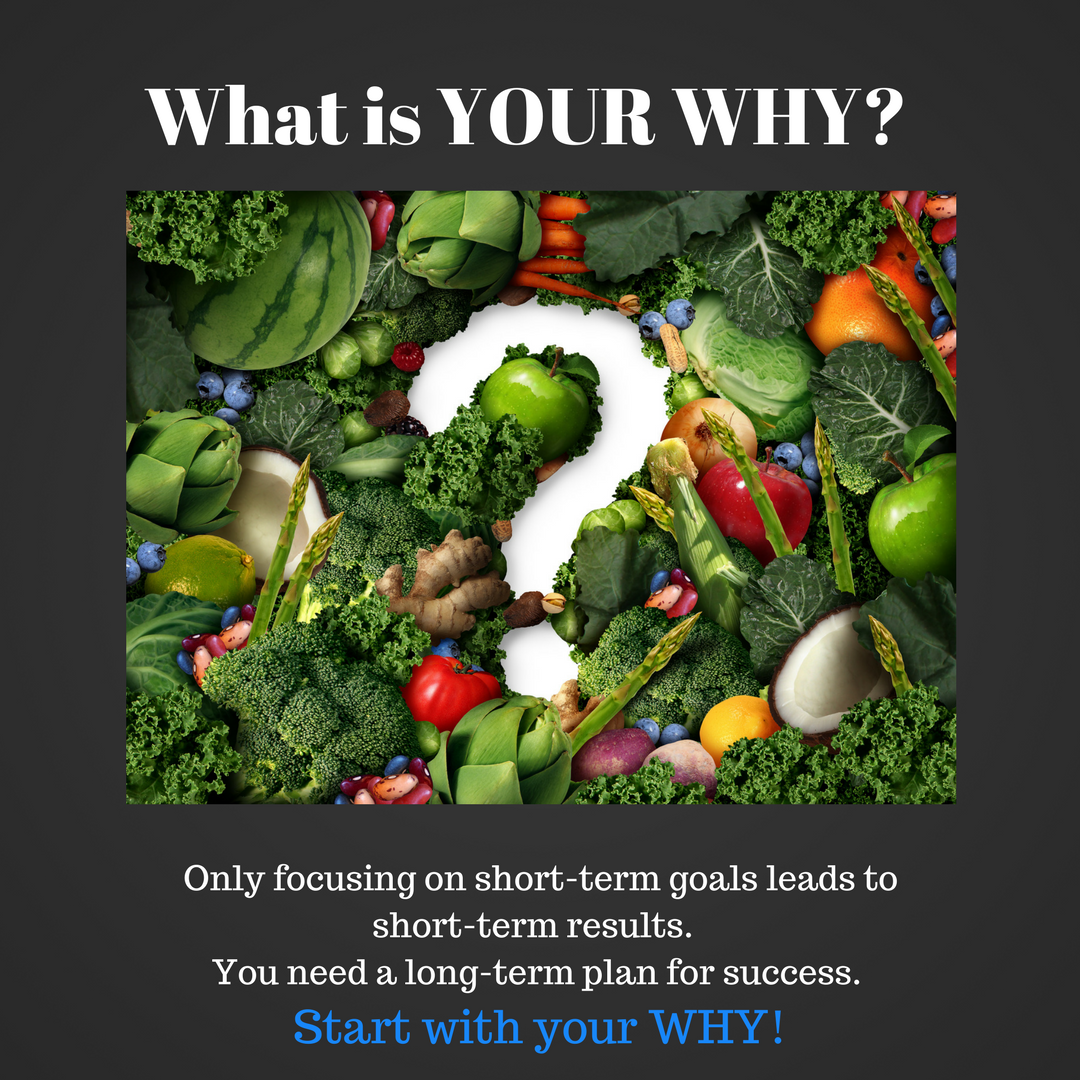 What is YOUR WHY?
Only focusing on short-term goals leads to
short-term results.
You need a long-term plan for success.
Start with your WHY!